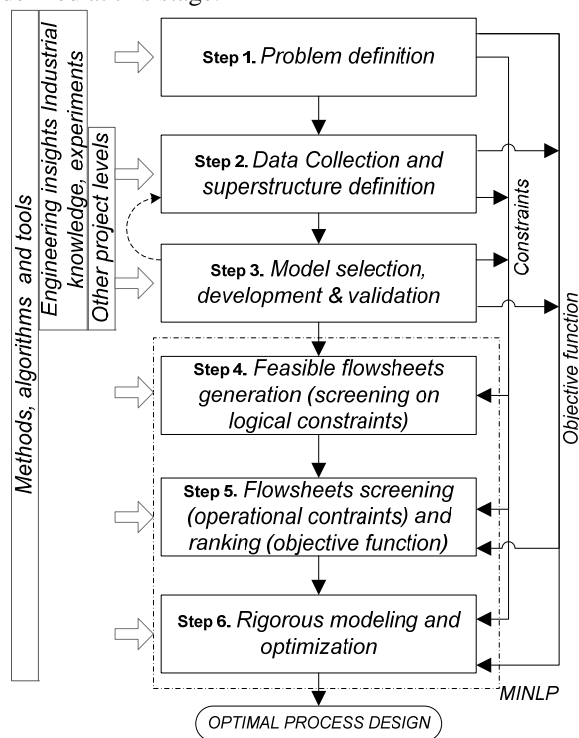 stage.
Step 1. Problem definition
Step 2. Data Collection and
superstructure definition
Step 3. Model selection,
development & validation
Step 4. Feasible flowsheets
generation (screening on
logical constraints)
Step 5. Flowsheets screening
(operational contraints) and
ranking (objective function)
Step 6. Rigorous modeling and
optimization
MINLP
OPTIMAL PROCESS DESIGN
Methods, algorithms and tools
Engineering insights Industrial
knowledge, experiments
Other project levels
Constraints
Objective function